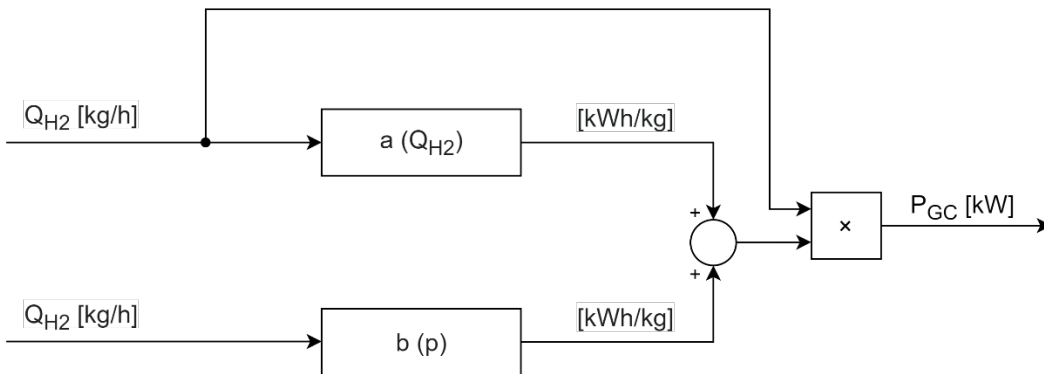 Q_H2 [kg/h]
a (Q_H2)
[kWh/kg]
+
×
P_GC [kW]
+
Q_H2 [kg/h]
b (p)
[kWh/kg]